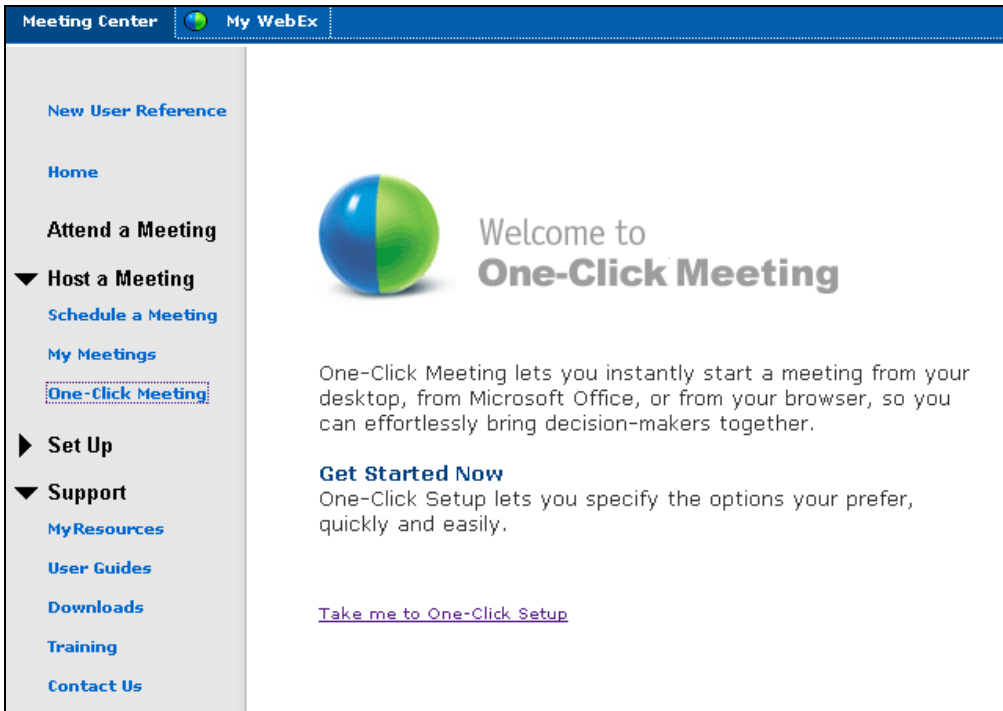 Meeting Center My WebEx
New User Reference
Home
Attend a Meeting
Host a Meeting
Schedule a Meeting
My Meetings
One-Click Meeting
Set Up
Support
MyResources
User Guides
Downloads
Training
Contact Us
Welcome to
One-Click Meeting
One-Click Meeting lets you instantly start a meeting from your
desktop, from Microsoft Office, or from your browser, so you
can effortlessly bring decision-makers together.
Get Started Now
One-Click Setup lets you specify the options your prefer,
quickly and easily.
Take me to One-Click Setup